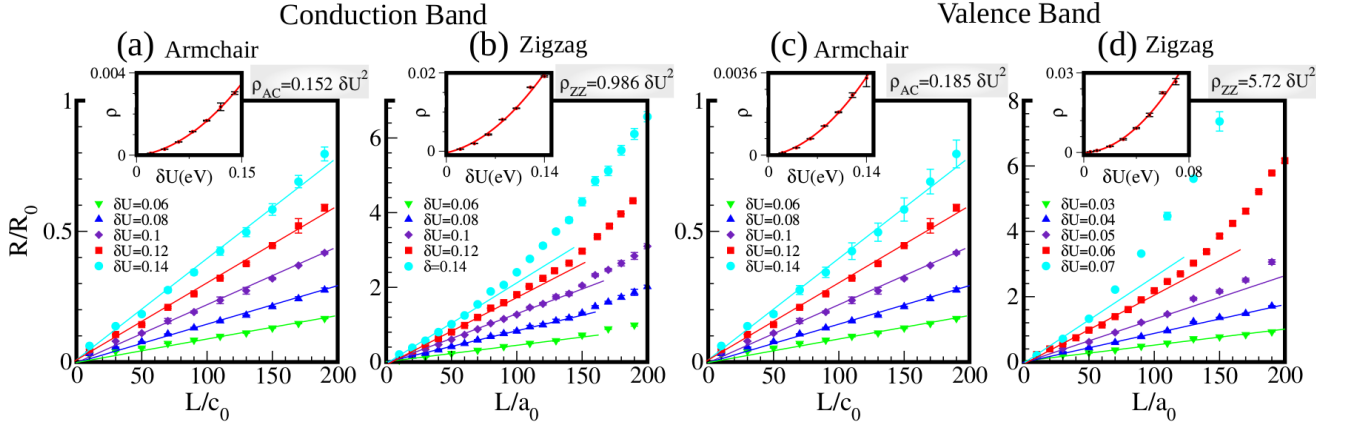 Conduction Band
Valence Band
(a) Armchair
ρ_AC=0.152 δU²
0.004
ρ
0
0 δU(eV) 0.15
1
0.5
0
R/R₀
δU=0.06
δU=0.08
δU=0.1
δU=0.12
δU=0.14
0 50 100 150 200
L/c₀
(b) Zigzag
ρ_ZZ=0.986 δU²
0.02
ρ
0
0 δU(eV) 0.14
6
4
2
0
δU=0.06
δU=0.08
δU=0.1
δU=0.12
δ=0.14
0 50 100 150 200
L/a₀
(c) Armchair
ρ_AC=0.185 δU²
0.0036
ρ
0
0 δU(eV) 0.14
1
0.5
0
δU=0.06
δU=0.08
δU=0.1
δU=0.12
δU=0.14
0 50 100 150 200
L/c₀
(d) Zigzag
ρ_ZZ=5.72 δU²
0.03
ρ
0
0 δU(eV) 0.08
8
6
4
2
0
δU=0.03
δU=0.04
δU=0.05
δU=0.06
δU=0.07
0 50 100 150 200
L/a₀